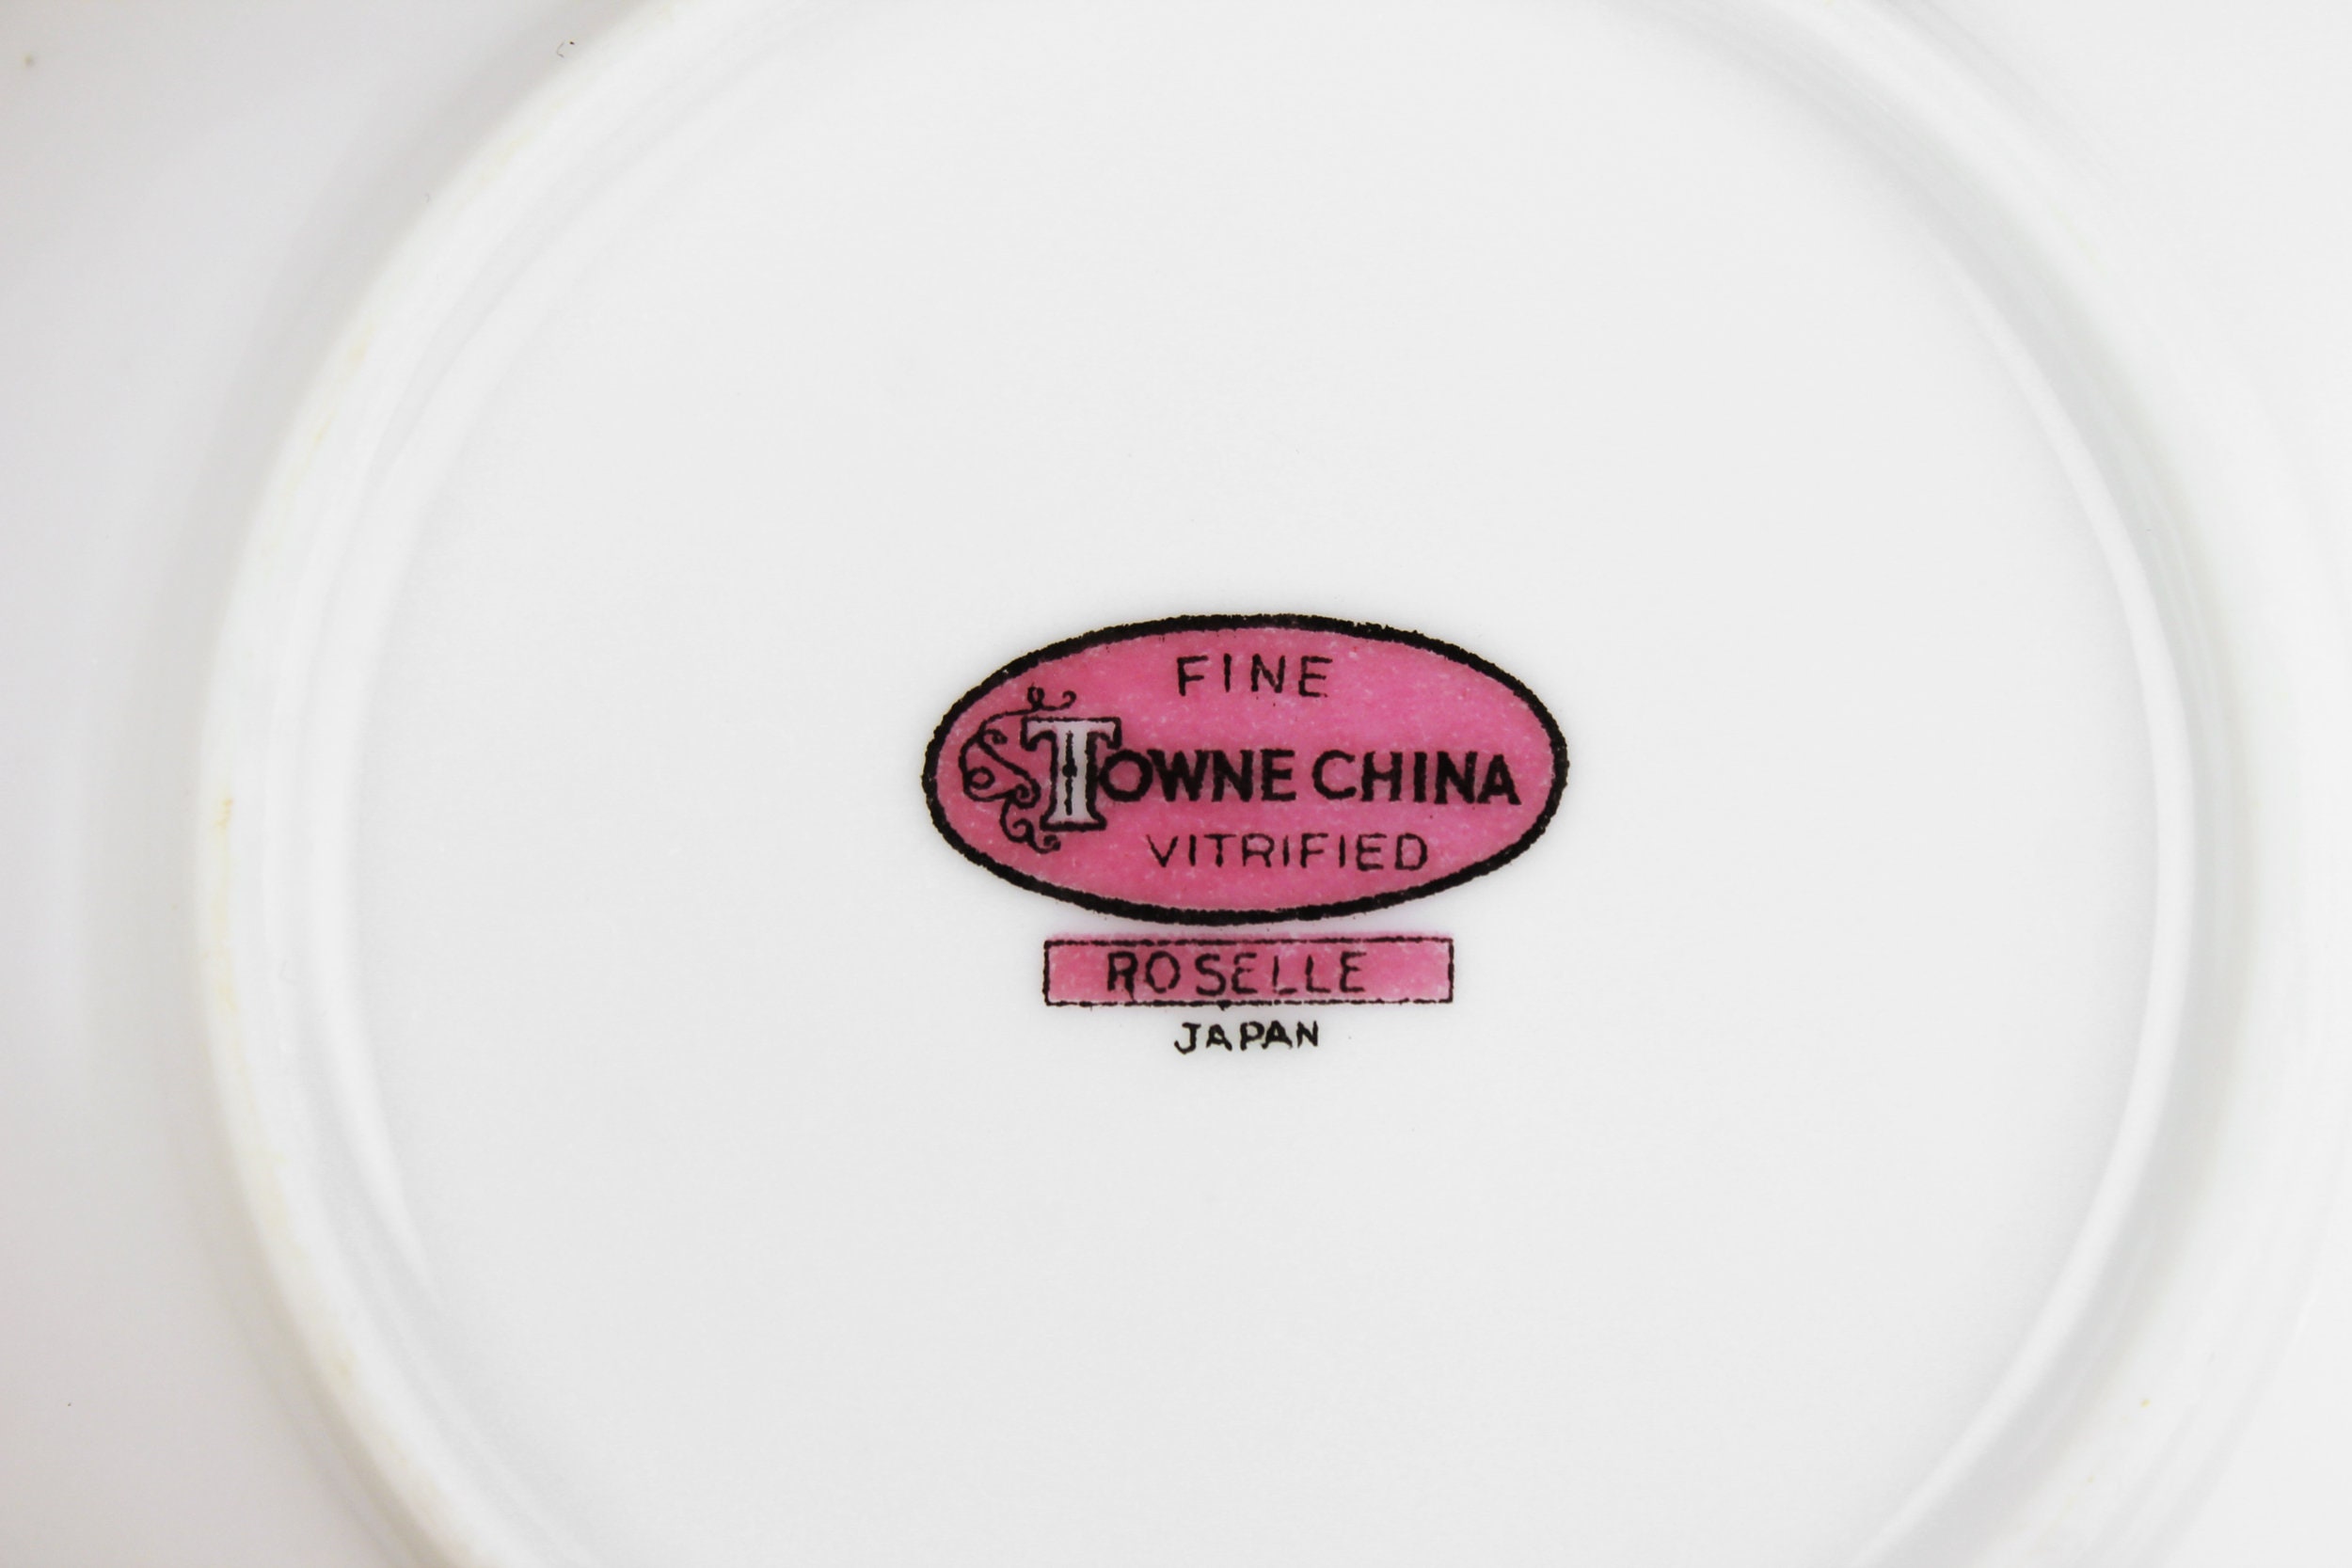 FINE
TOWNE CHINA
VITRIFIED
ROSELLE
JAPAN